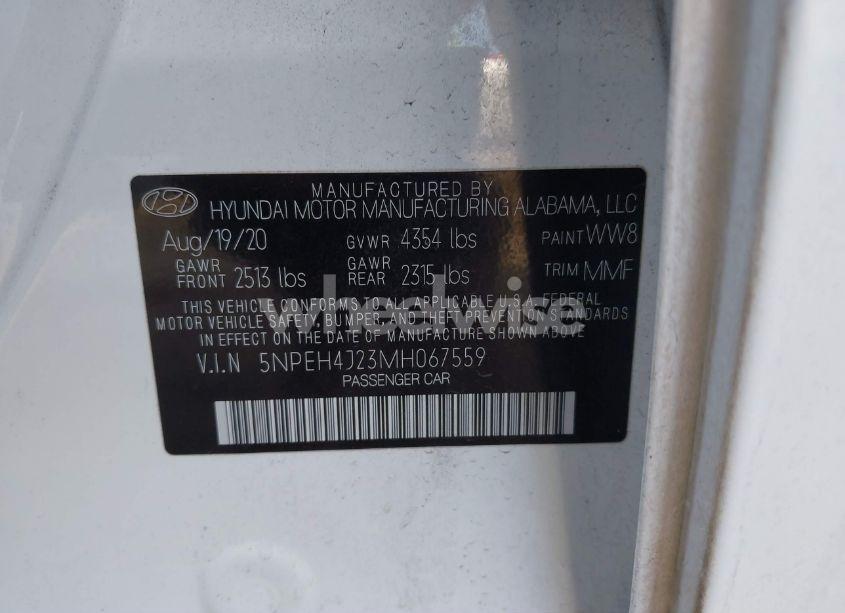 MANUFACTURED BY
HYUNDAI MOTOR MANUFACTURING ALABAMA, LLC
Aug/19/20 GVWR 4354 lbs PAINT WW8
GAWR FRONT 2513 lbs GAWR REAR 2315 lbs TRIM MMF
THIS VEHICLE CONFORMS TO ALL APPLICABLE U.S.A. FEDERAL
MOTOR VEHICLE SAFETY, BUMPER, AND THEFT PREVENTION STANDARDS
IN EFFECT ON THE DATE OF MANUFACTURE SHOWN ABOVE.
V.I.N 5NPEH4J23MH067559
PASSENGER CAR
wheelwise